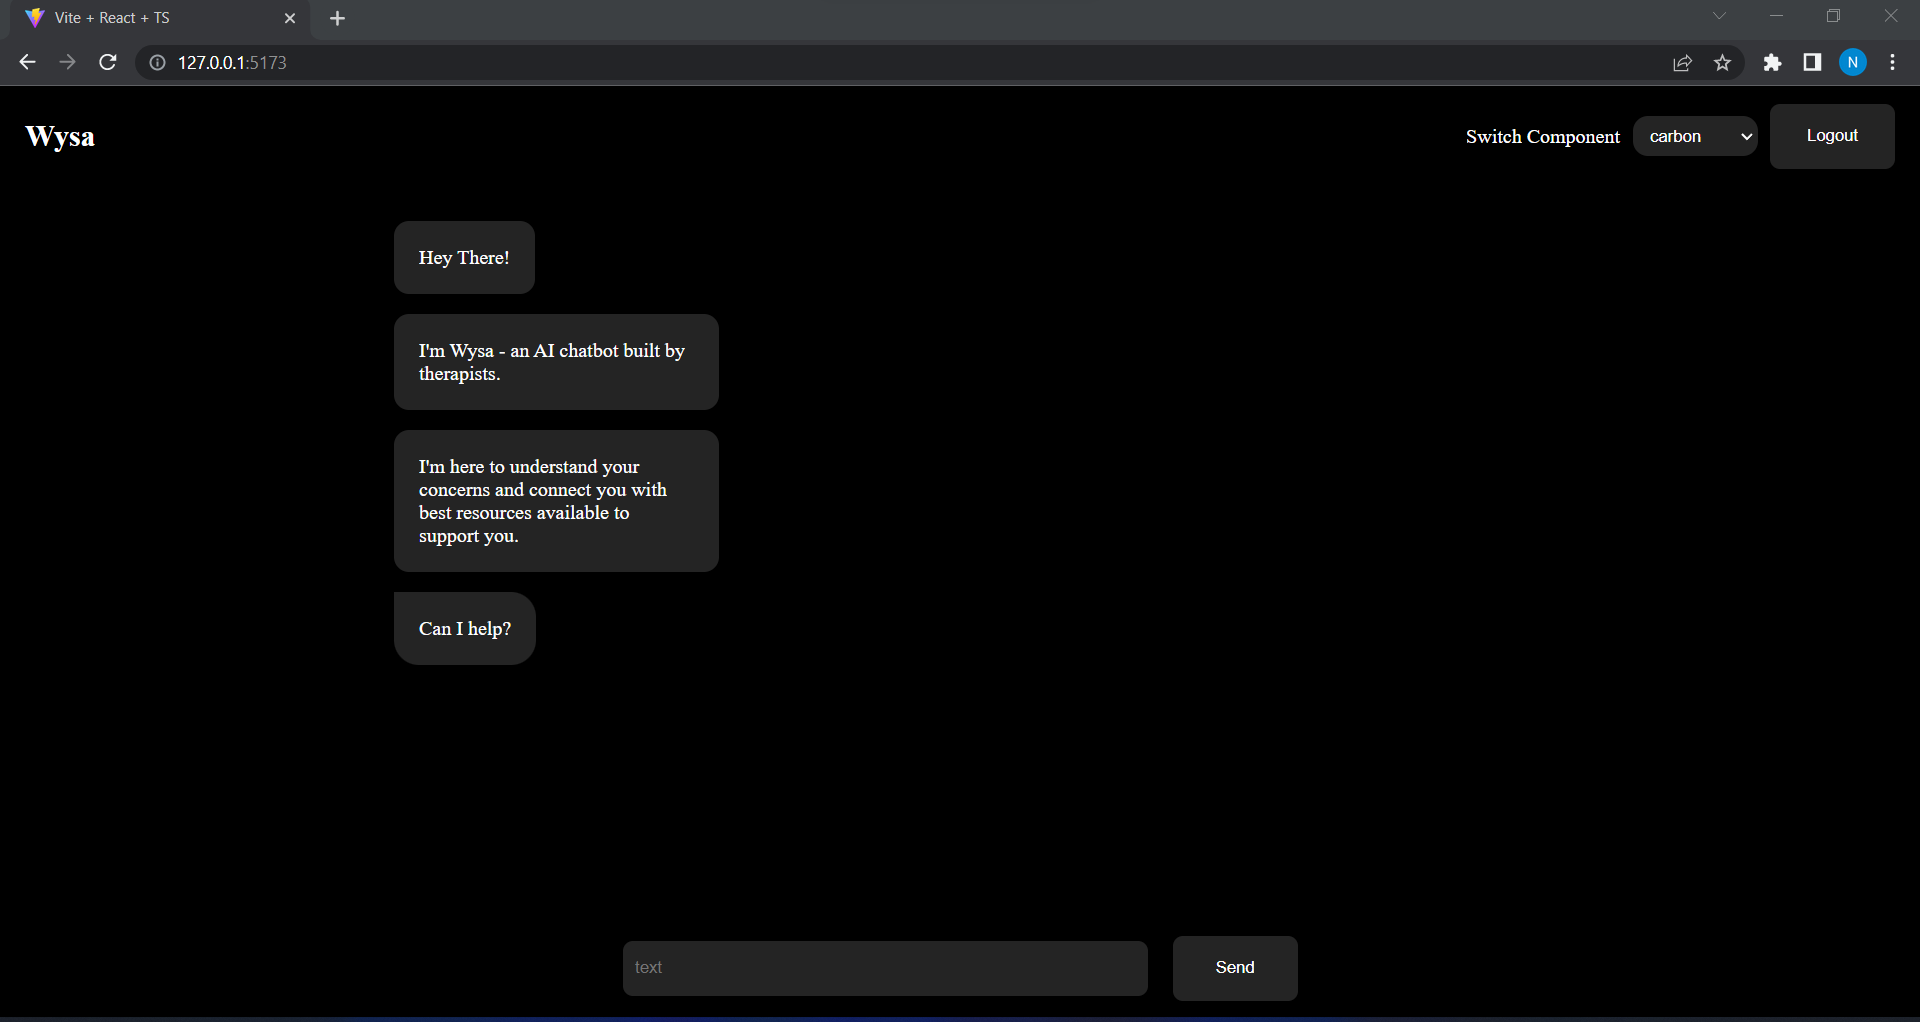 Vite + React + TS
127.0.0.1:5173
N
Wysa
Switch Component
carbon
Logout
Hey There!
I'm Wysa - an AI chatbot built by
therapists.
I'm here to understand your
concerns and connect you with
best resources available to
support you.
Can I help?
text
Send